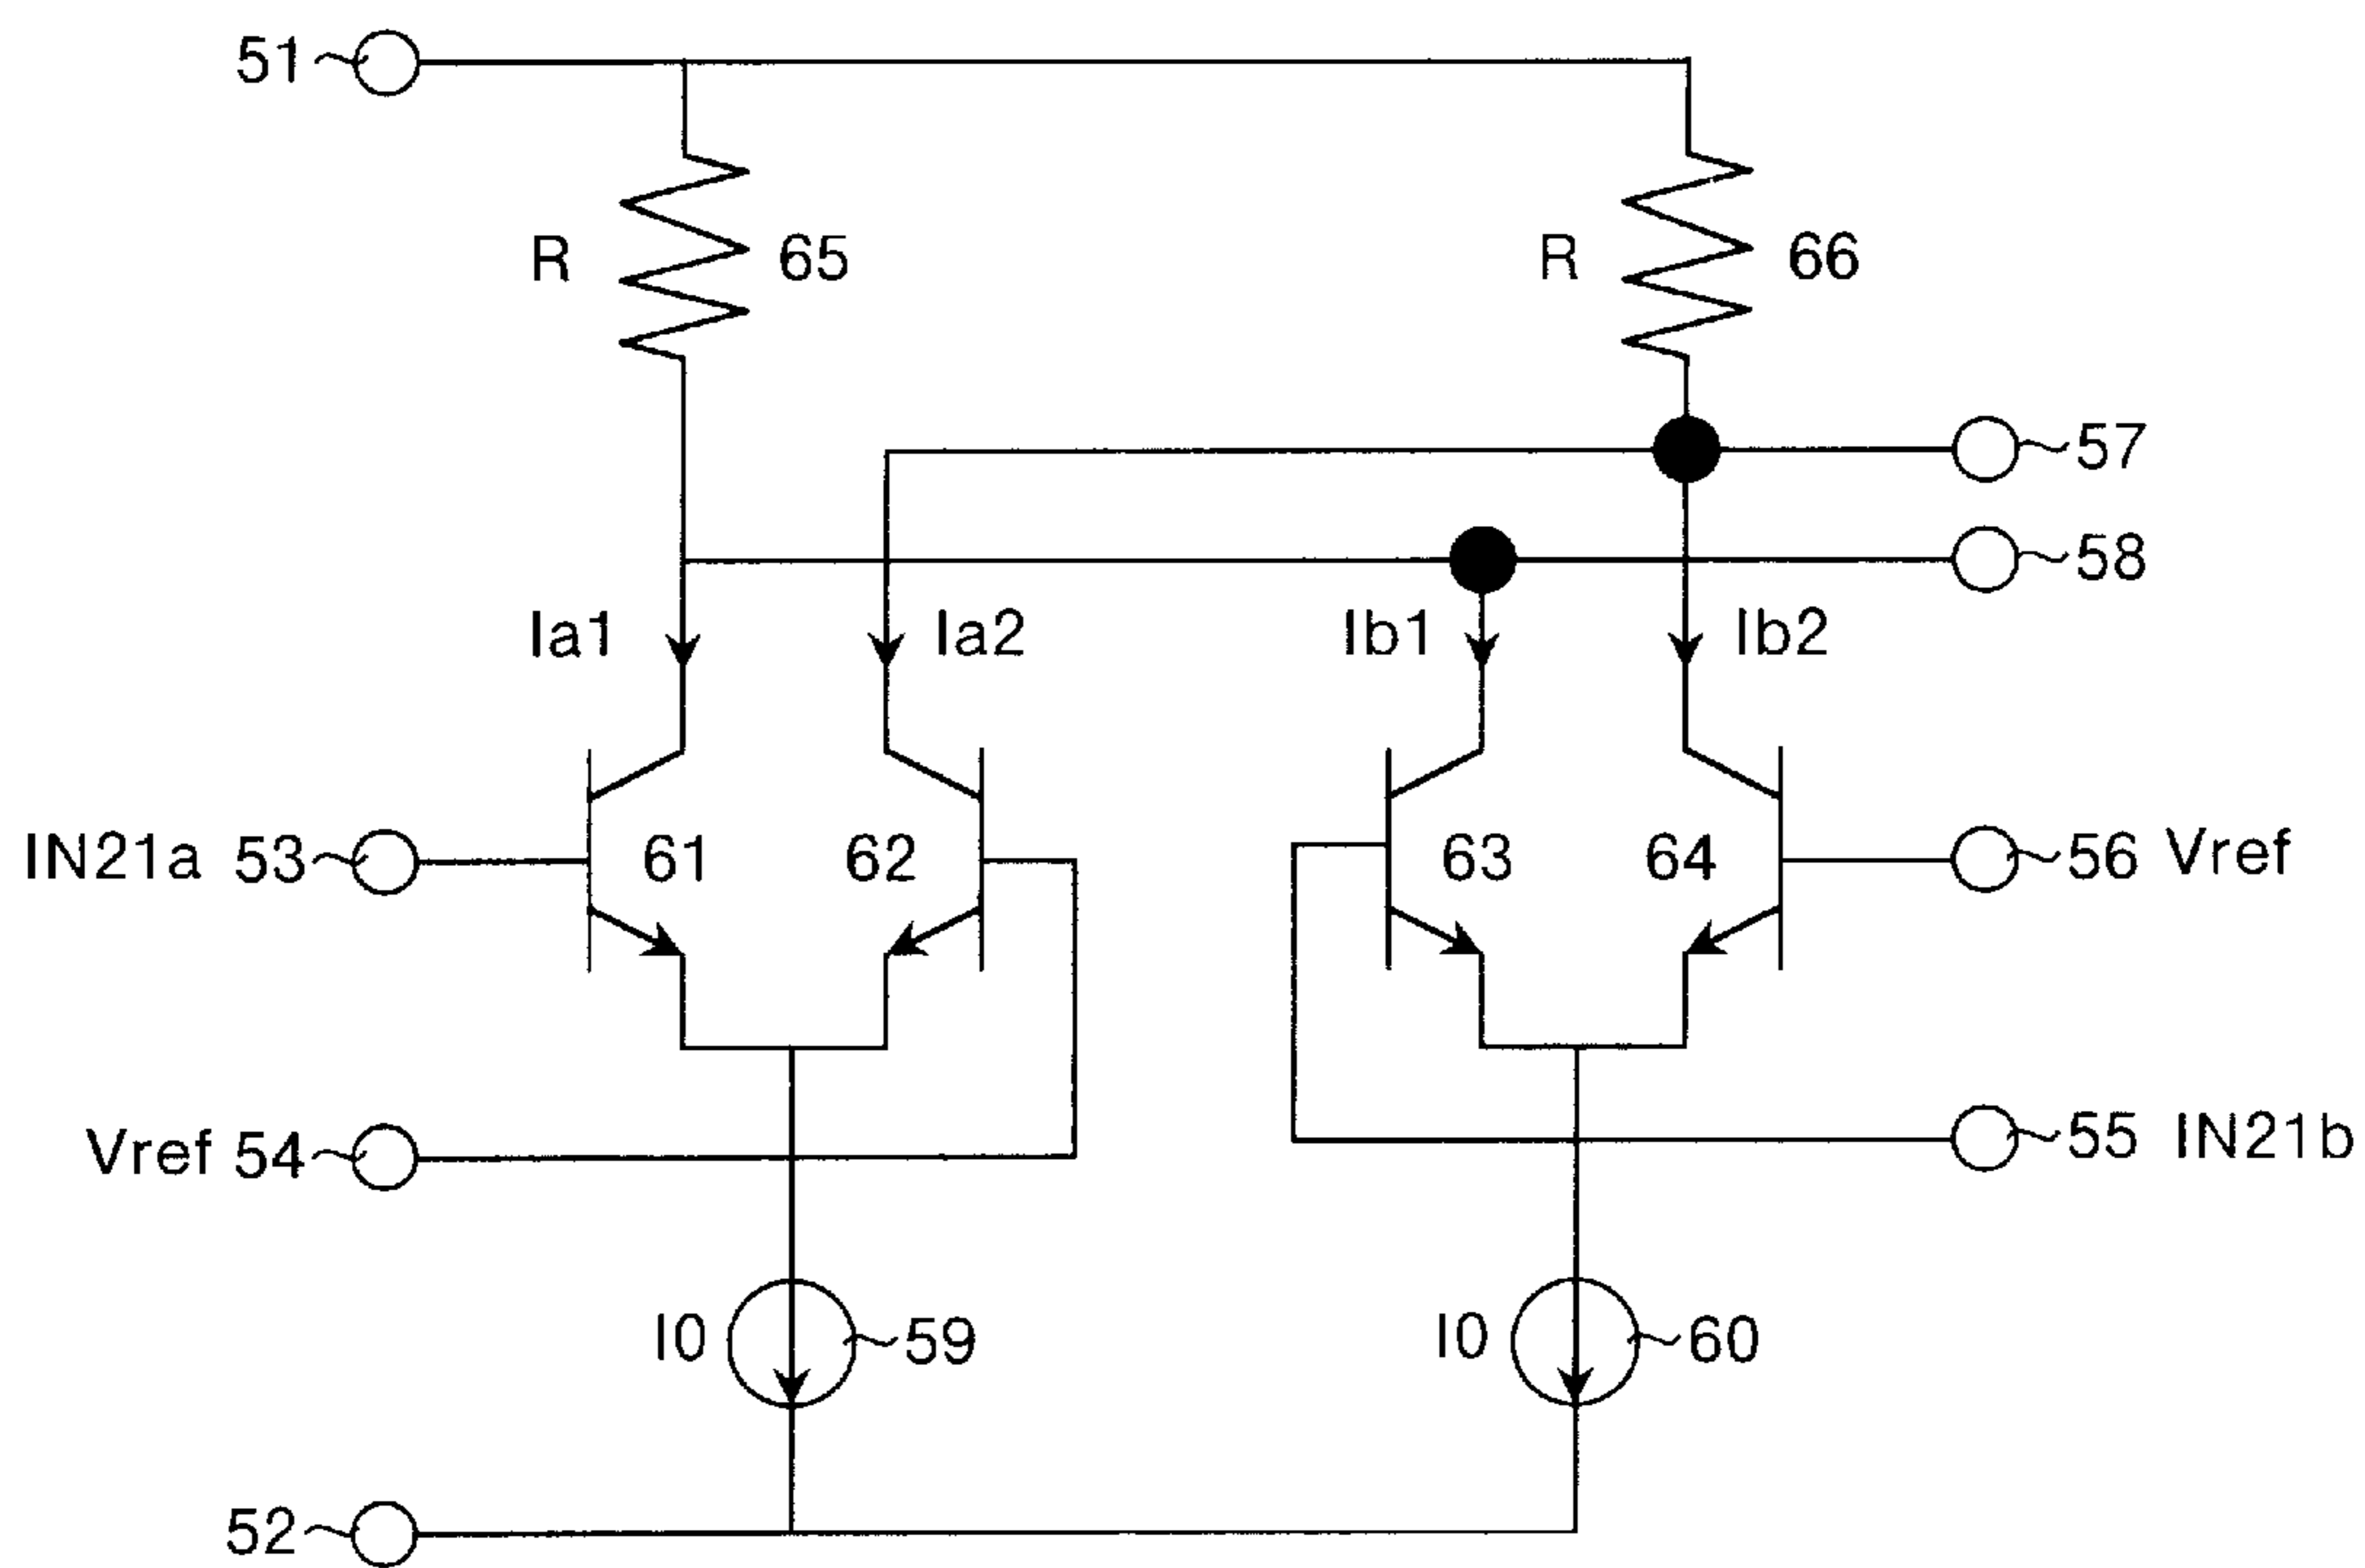 51
R 65 R 66
57
58
Ia1 Ia2 Ib1 Ib2
IN21a 53 61 62 63 64 56 Vref
Vref 54 55 IN21b
I0 59 I0 60
52